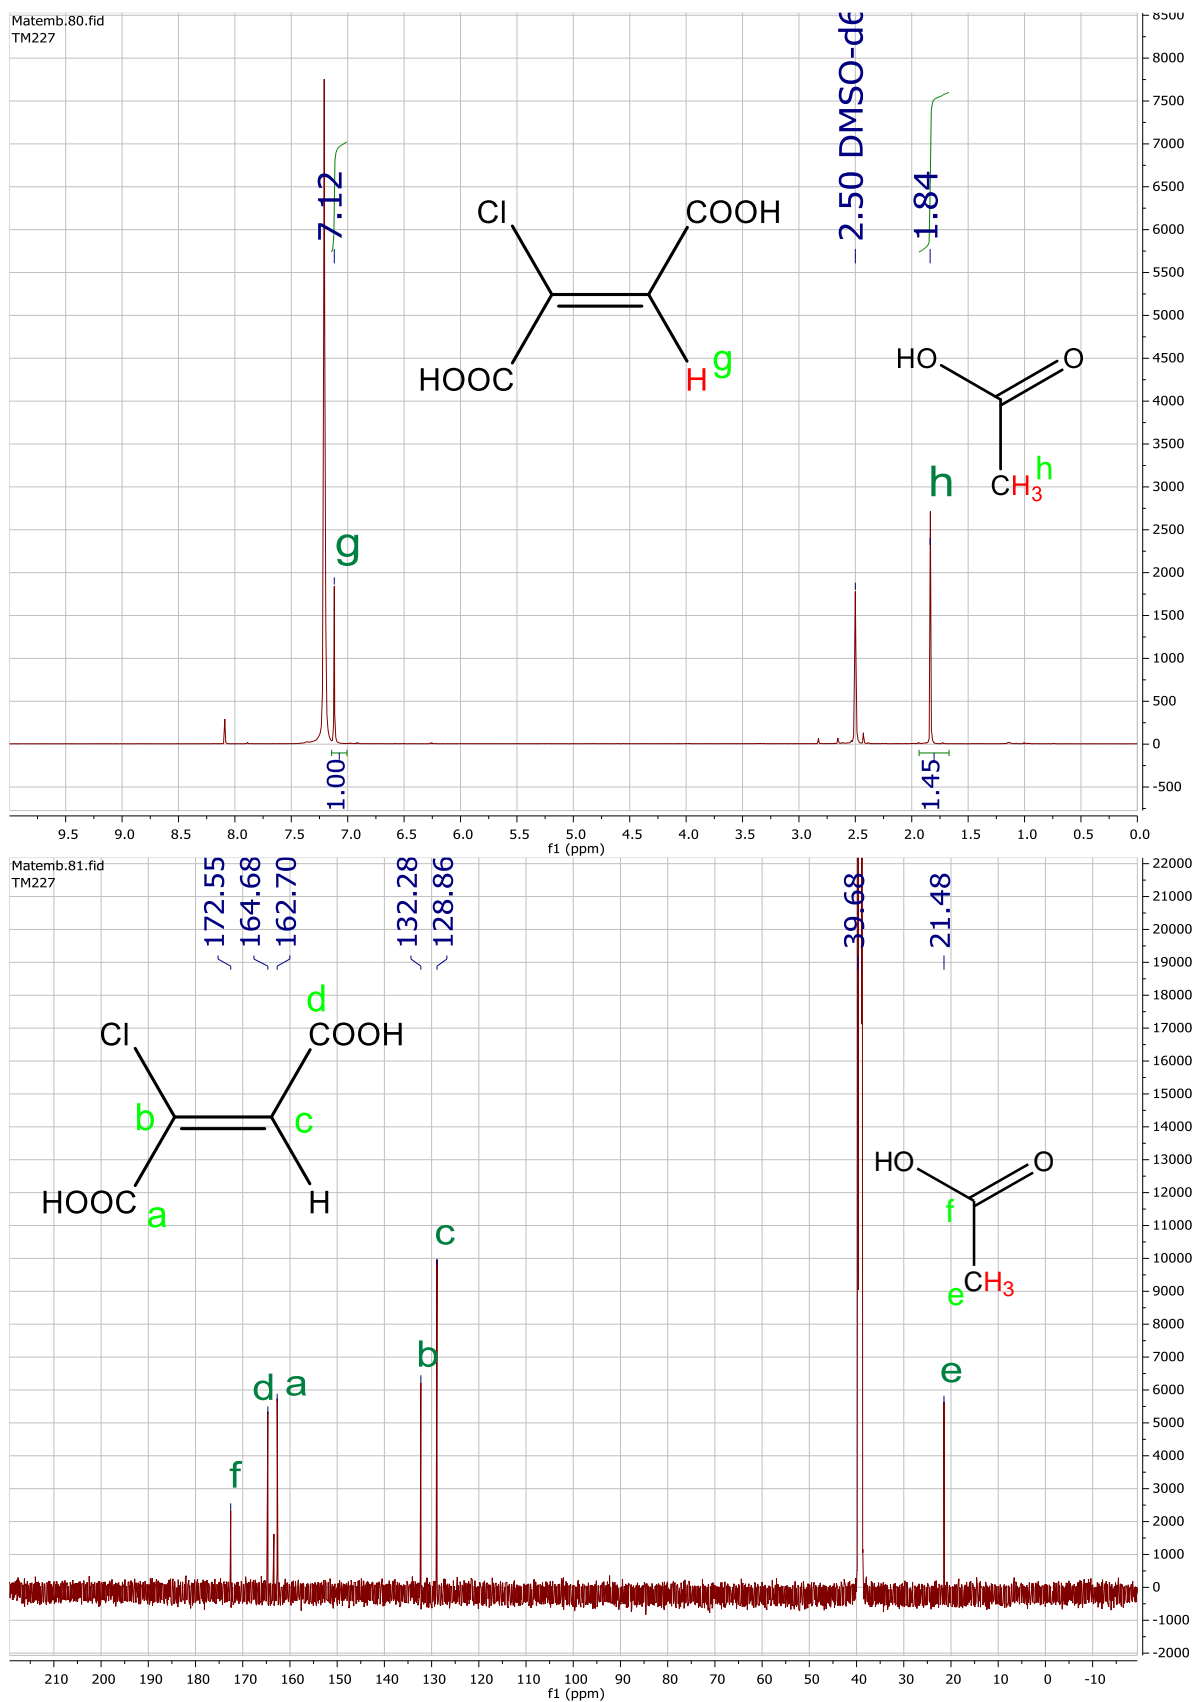 Matemb.80.fid
TM227
7.12
2.50 DMSO-d6
1.84
Cl
COOH
HOOC
H
g
HO
O
CH3
h
g
h
1.00
1.45
8500
8000
7500
7000
6500
6000
5500
5000
4500
4000
3500
3000
2500
2000
1500
1000
500
0
-500
9.5 9.0 8.5 8.0 7.5 7.0 6.5 6.0 5.5 5.0 4.5 4.0 3.5 3.0 2.5 2.0 1.5 1.0 0.5 0.0
f1 (ppm)
Matemb.81.fid
TM227
172.55
164.68
162.70
132.28
128.86
39.68
21.48
d
Cl
COOH
b
c
HOOC
a
H
HO
O
f
e
CH3
c
b
d
a
e
f
22000
21000
20000
19000
18000
17000
16000
15000
14000
13000
12000
11000
10000
9000
8000
7000
6000
5000
4000
3000
2000
1000
0
-1000
-2000
210 200 190 180 170 160 150 140 130 120 110 100 90 80 70 60 50 40 30 20 10 0 -10
f1 (ppm)